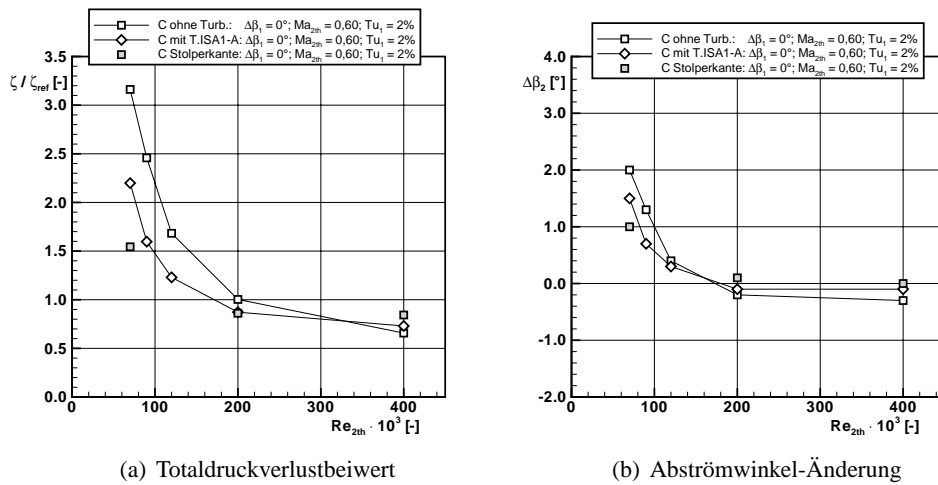 C ohne Turb.: Δβ₁ = 0°; Ma₂ₜₕ = 0,60; Tu₁ = 2%
C mit T.ISA1-A: Δβ₁ = 0°; Ma₂ₜₕ = 0,60; Tu₁ = 2%
C Stolperkante: Δβ₁ = 0°; Ma₂ₜₕ = 0,60; Tu₁ = 2%
ζ / ζref [-]
3.5
3.0
2.5
2.0
1.5
1.0
0.5
0.0
0 100 200 300 400
Re₂ₜₕ · 10³ [-]
(a) Totaldruckverlustbeiwert
C ohne Turb.: Δβ₁ = 0°; Ma₂ₜₕ = 0,60; Tu₁ = 2%
C mit T.ISA1-A: Δβ₁ = 0°; Ma₂ₜₕ = 0,60; Tu₁ = 2%
C Stolperkante: Δβ₁ = 0°; Ma₂ₜₕ = 0,60; Tu₁ = 2%
Δβ₂ [°]
4.0
3.0
2.0
1.0
0.0
-1.0
-2.0
0 100 200 300 400
Re₂ₜₕ · 10³ [-]
(b) Abströmwinkel-Änderung